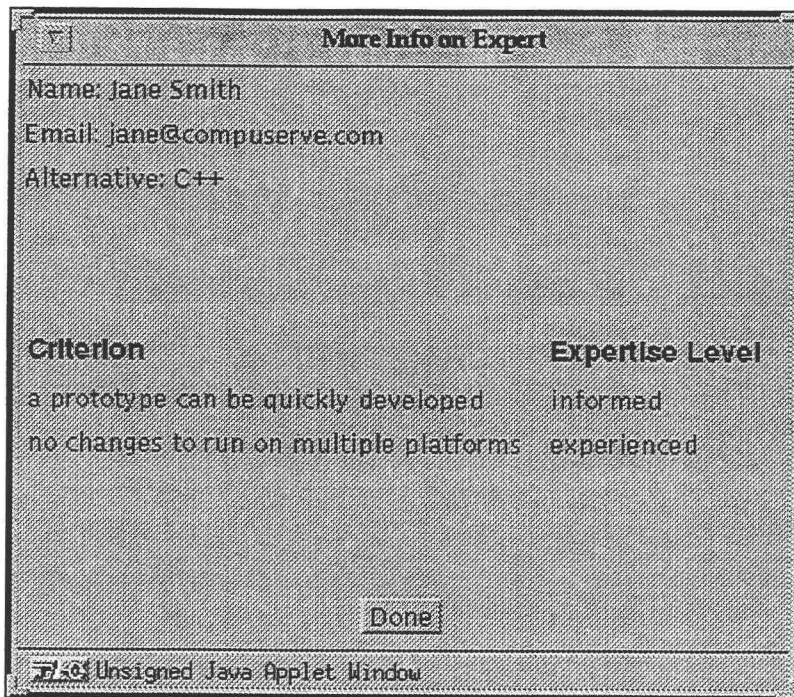 More Info on Expert
Name: Jane Smith
Email: jane@compuserve.com
Alternative: C++
Criterion Expertise Level
a prototype can be quickly developed informed
no changes to run on multiple platforms experienced
Done
Unsigned Java Applet Window